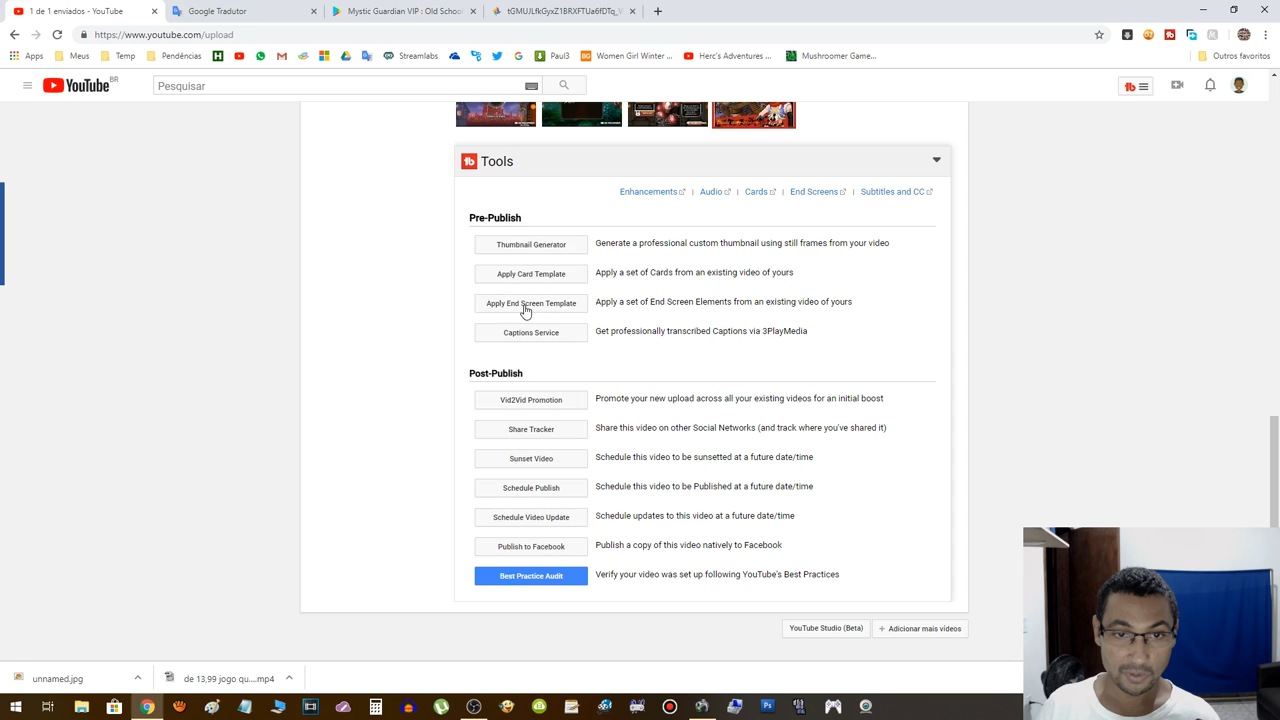 1 de 1 enviados - YouTube
Google Tradutor
Mystic Guardian VIP : Old School
tGMUJLfkGyxZ1BRXFTUa6fDTq_
https://www.youtube.com/upload
Apps Meus Temp Pendências Streamlabs Paul3 Women Girl Winter ... Herc's Adventures ... Mushroomer Game... Outros favoritos
YouTube BR
Pesquisar
tb
tb Tools
Enhancements | Audio | Cards | End Screens | Subtitles and CC
Pre-Publish
Thumbnail Generator Generate a professional custom thumbnail using still frames from your video
Apply Card Template Apply a set of Cards from an existing video of yours
Apply End Screen Template Apply a set of End Screen Elements from an existing video of yours
Captions Service Get professionally transcribed Captions via 3PlayMedia
Post-Publish
Vid2Vid Promotion Promote your new upload across all your existing videos for an initial boost
Share Tracker Share this video on other Social Networks (and track where you've shared it)
Sunset Video Schedule this video to be sunsetted at a future date/time
Schedule Publish Schedule this video to be Published at a future date/time
Schedule Video Update Schedule updates to this video at a future date/time
Publish to Facebook Publish a copy of this video natively to Facebook
Best Practice Audit Verify your video was set up following YouTube's Best Practices
YouTube Studio (Beta) + Adicionar mais vídeos
unnamed.jpg
de 13,99 jogo qu....mp4